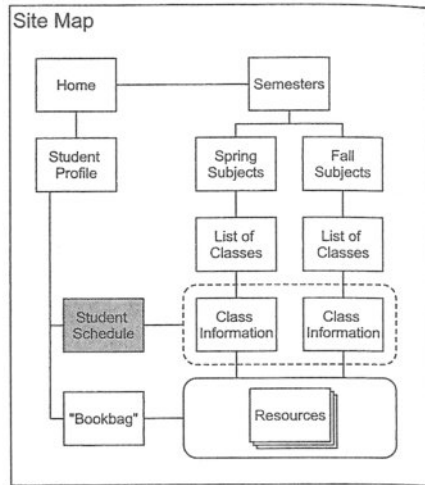 Site Map
Home
Semesters
Student
Profile
Spring
Subjects
Fall
Subjects
List of
Classes
List of
Classes
Student
Schedule
Class
Information
Class
Information
"Bookbag"
Resources